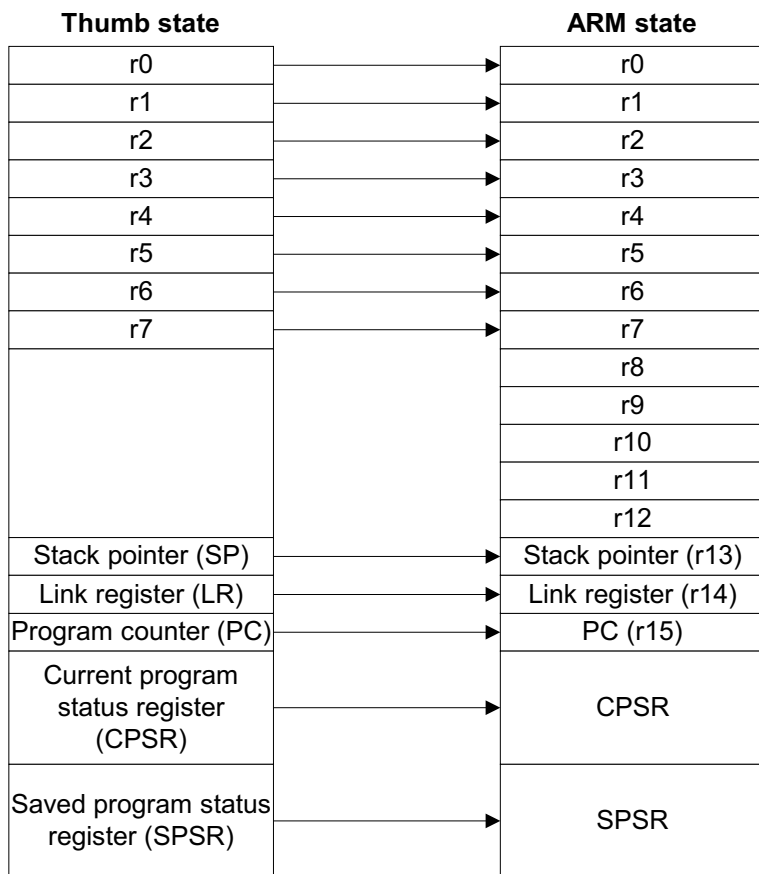 Thumb state
ARM state
r0
r0
r1
r1
r2
r2
r3
r3
r4
r4
r5
r5
r6
r6
r7
r7
r8
r9
r10
r11
r12
Stack pointer (SP)
Stack pointer (r13)
Link register (LR)
Link register (r14)
Program counter (PC)
PC (r15)
Current program
status register
(CPSR)
CPSR
Saved program status
register (SPSR)
SPSR